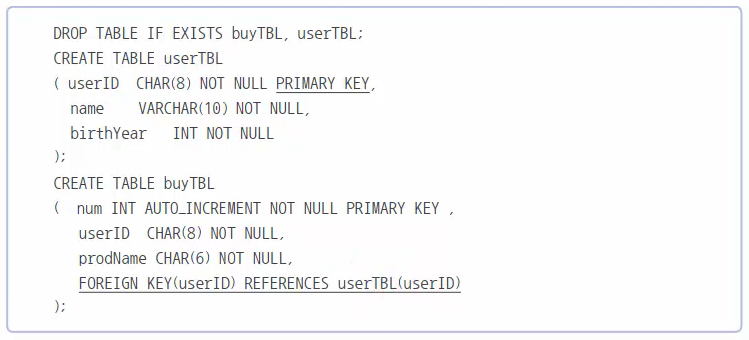 DROP TABLE IF EXISTS buyTBL, userTBL;
CREATE TABLE userTBL
( userID CHAR(8) NOT NULL PRIMARY KEY,
name VARCHAR(10) NOT NULL,
birthYear INT NOT NULL
);
CREATE TABLE buyTBL
( num INT AUTO_INCREMENT NOT NULL PRIMARY KEY ,
userID CHAR(8) NOT NULL,
prodName CHAR(6) NOT NULL,
FOREIGN KEY(userID) REFERENCES userTBL(userID)
);